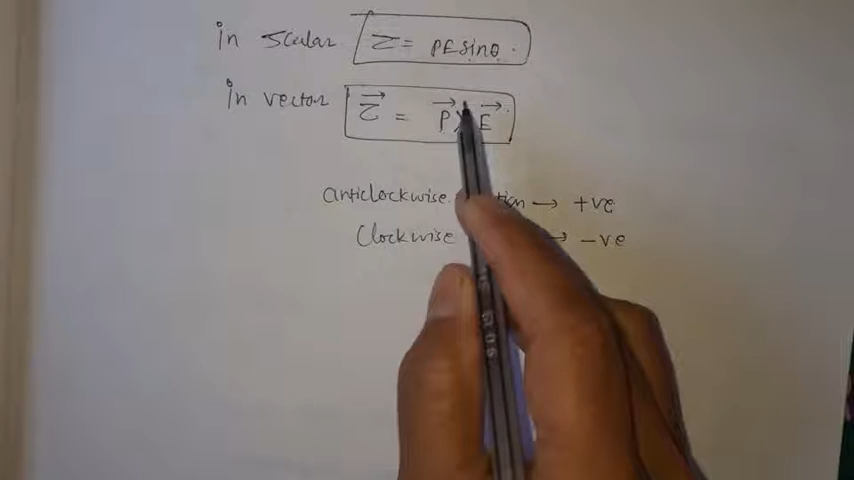 in scalar τ = PE sinθ
in vector τ⃗ = P⃗ × E⃗
anticlockwise → +ve
Clockwise → -ve